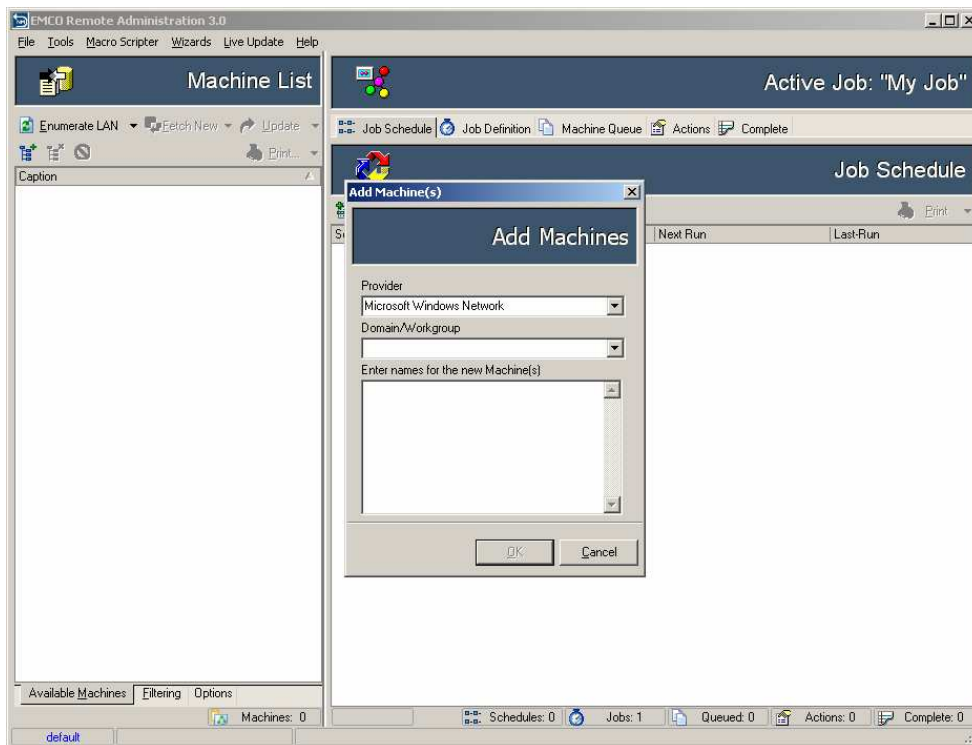 EMCO Remote Administration 3.0
File Tools Macro Scripter Wizards Live Update Help
Machine List
Active Job: "My Job"
Enumerate LAN Fetch New Update
Job Schedule Job Definition Machine Queue Actions Complete
Print...
Job Schedule
Caption
Add Machine(s)
Print
Next Run Last-Run
Add Machines
Provider
Microsoft Windows Network
Domain/Workgroup
Enter names for the new Machine(s)
OK Cancel
Available Machines Filtering Options
Machines: 0
Schedules: 0 Jobs: 1 Queued: 0 Actions: 0 Complete: 0
default